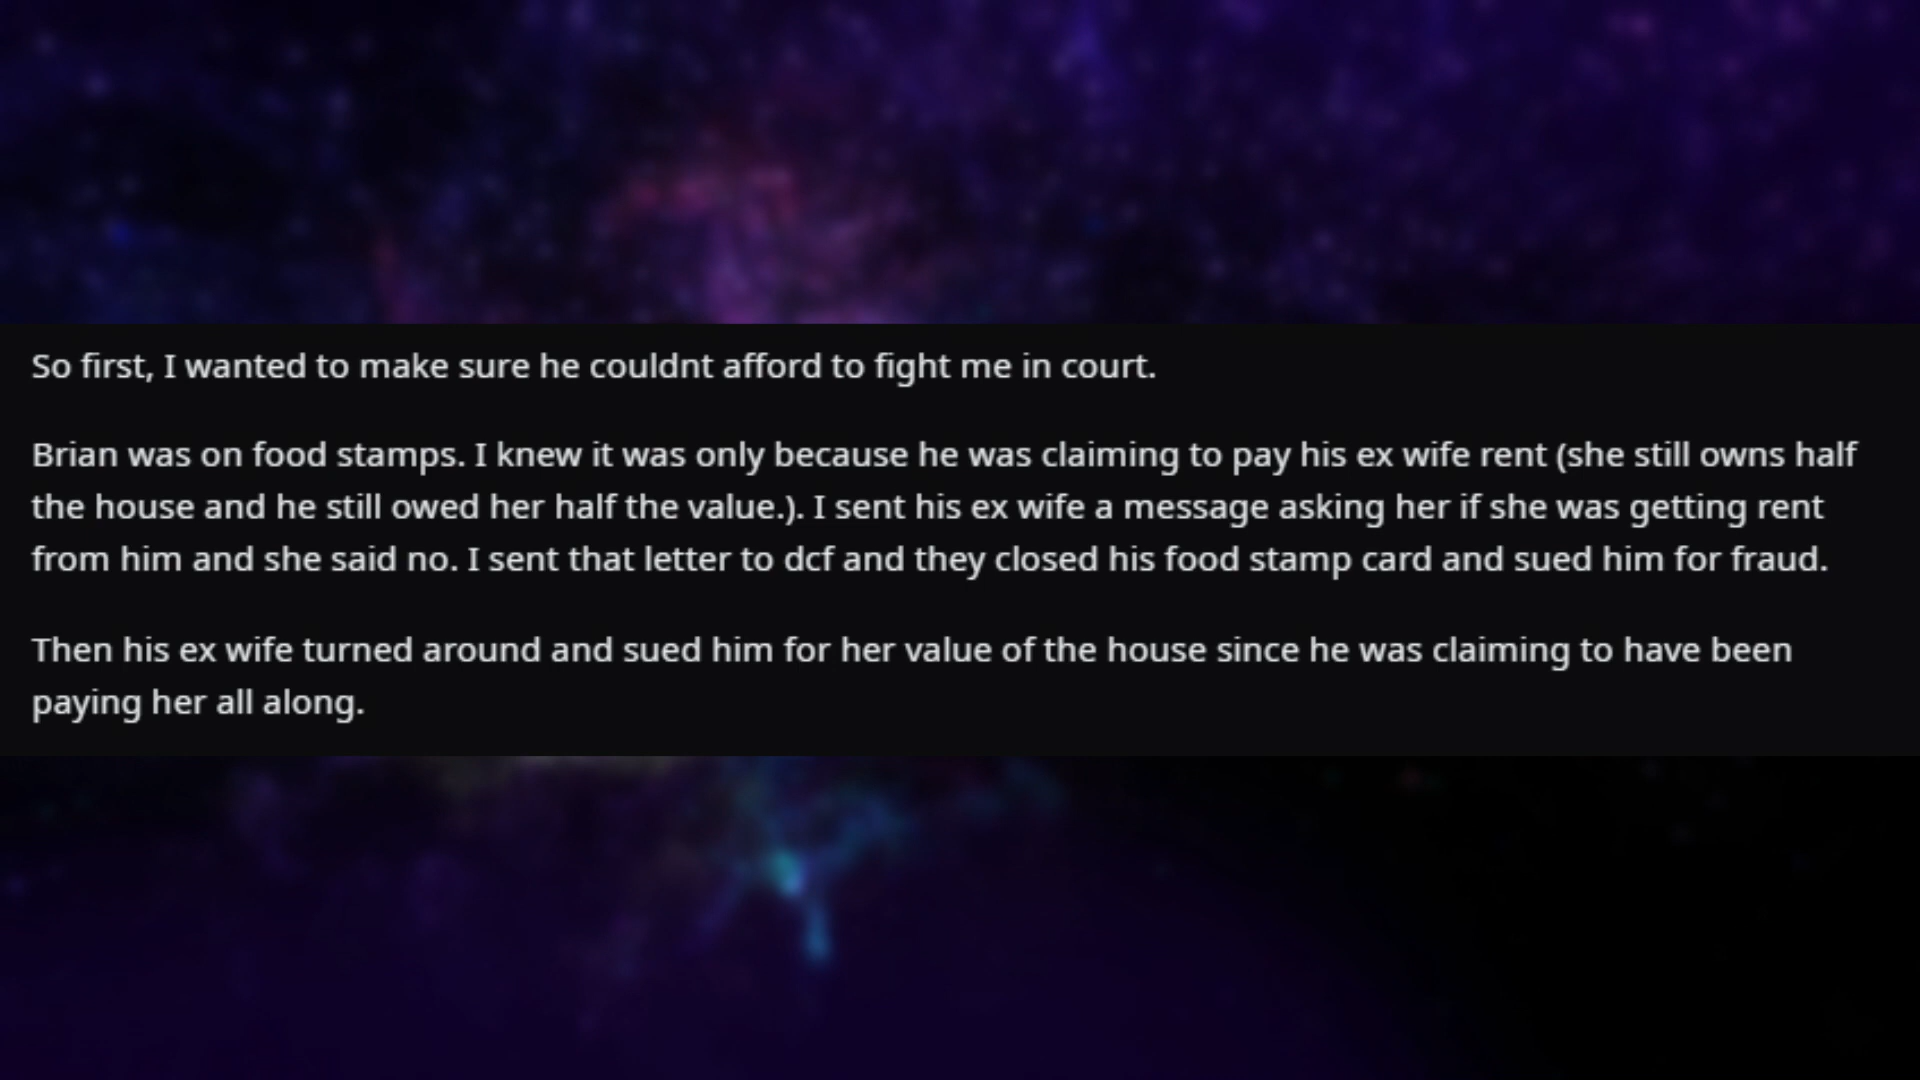 So first, I wanted to make sure he couldnt afford to fight me in court.
Brian was on food stamps. I knew it was only because he was claiming to pay his ex wife rent (she still owns half
the house and he still owed her half the value.). I sent his ex wife a message asking her if she was getting rent
from him and she said no. I sent that letter to dcf and they closed his food stamp card and sued him for fraud.
Then his ex wife turned around and sued him for her value of the house since he was claiming to have been
paying her all along.